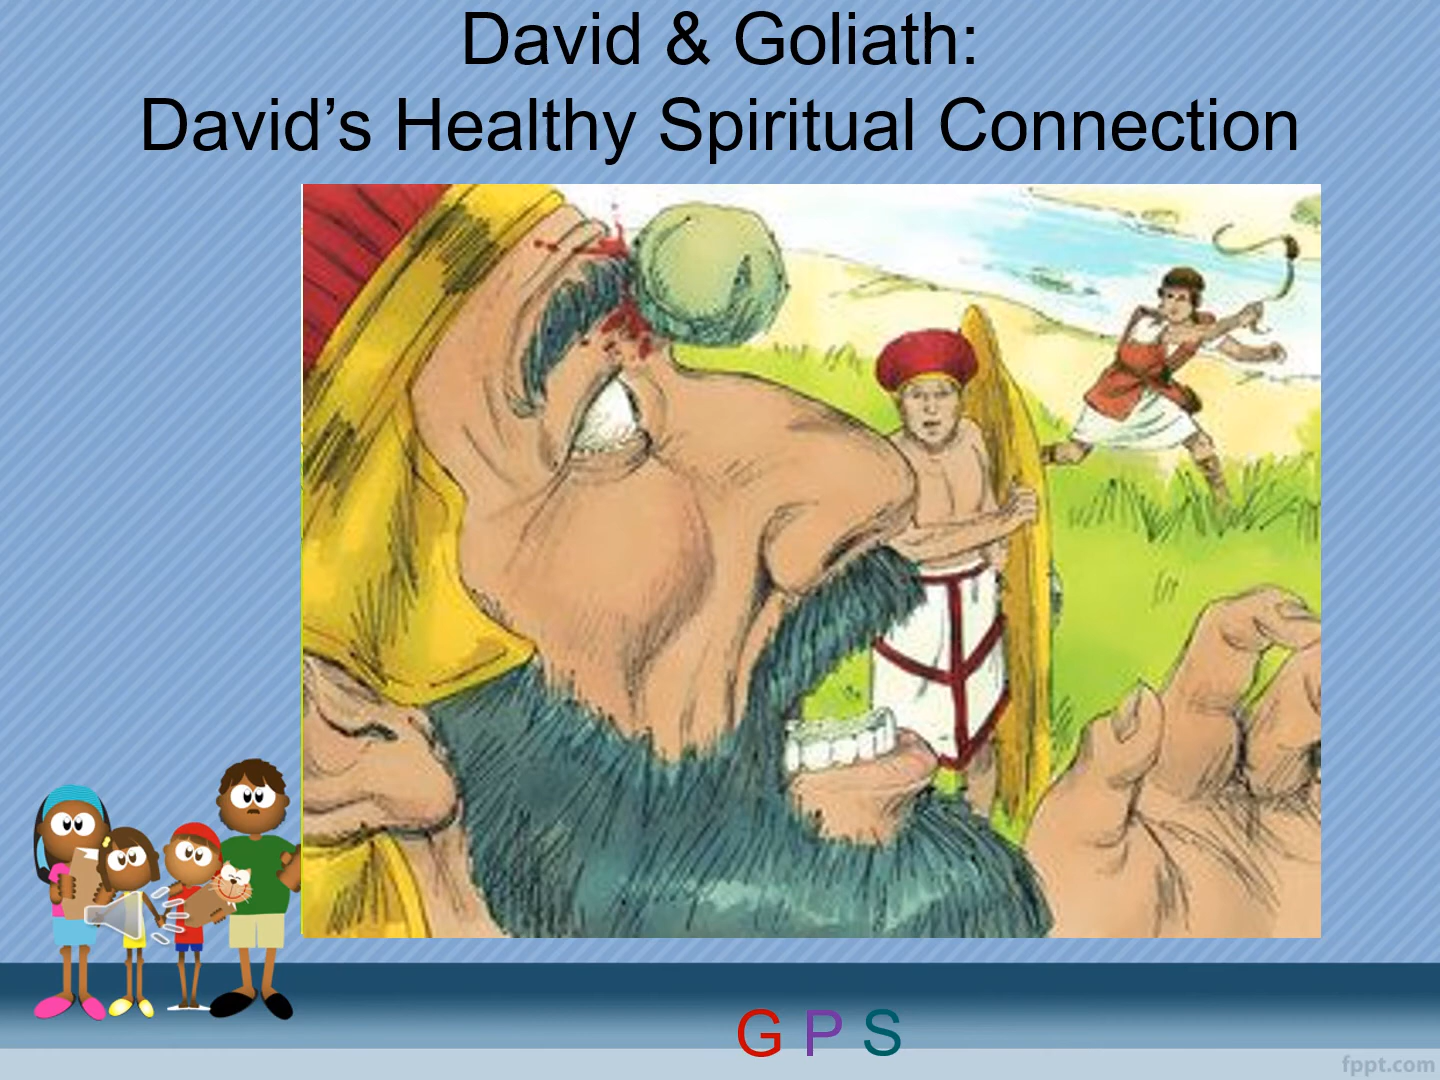 David & Goliath:
David’s Healthy Spiritual Connection
G P S
fppt.com